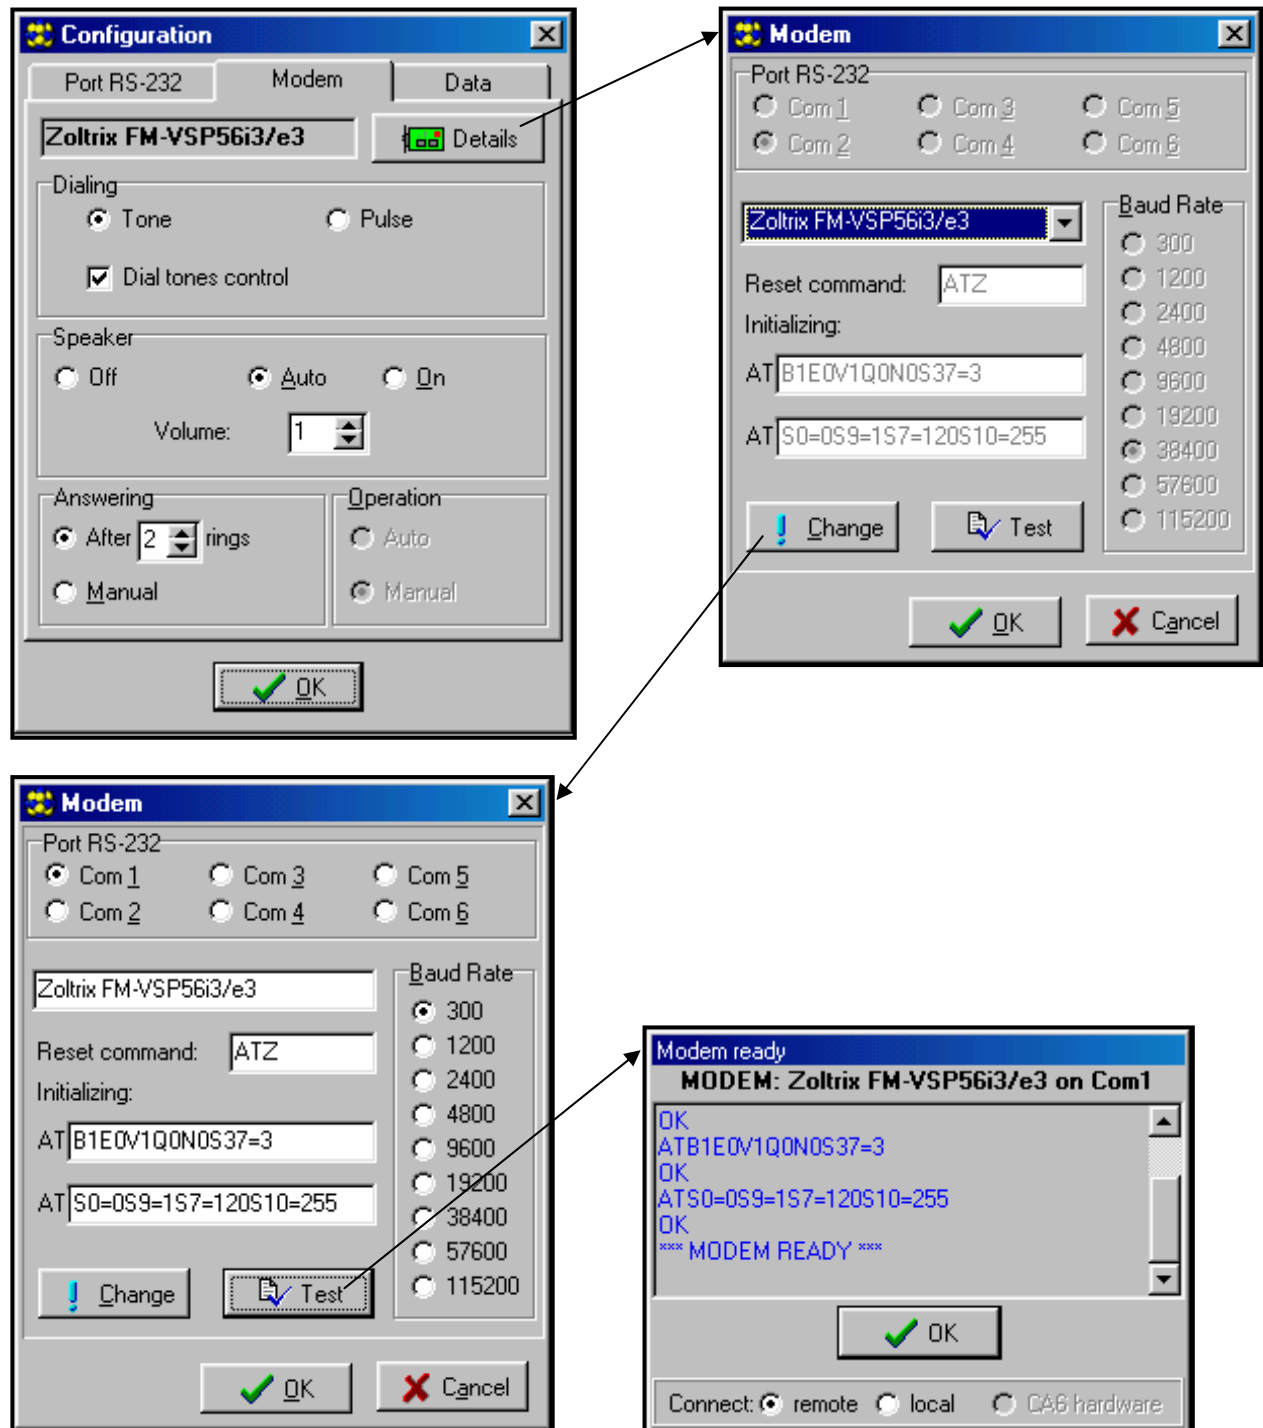 Configuration
Port RS-232 Modem Data
Zoltrix FM-VSP56i3/e3 Details
Dialing
Tone Pulse
Dial tones control
Speaker
Off Auto On
Volume: 1
Answering
After 2 rings
Manual
Operation
Auto
Manual
OK
Modem
Port RS-232
Com 1 Com 3 Com 5
Com 2 Com 4 Com 6
Zoltrix FM-VSP56i3/e3
Reset command: ATZ
Initializing:
AT B1E0V1Q0N0S37=3
AT S0=0S9=1S7=120S10=255
Baud Rate
300
1200
2400
4800
9600
19200
38400
57600
115200
Change Test
OK Cancel
Modem
Port RS-232
Com 1 Com 3 Com 5
Com 2 Com 4 Com 6
Zoltrix FM-VSP56i3/e3
Reset command: ATZ
Initializing:
AT B1E0V1Q0N0S37=3
AT S0=0S9=1S7=120S10=255
Baud Rate
300
1200
2400
4800
9600
19200
38400
57600
115200
Change Test
OK Cancel
Modem ready
MODEM: Zoltrix FM-VSP56i3/e3 on Com1
OK
ATB1E0V1Q0N0S37=3
OK
ATS0=0S9=1S7=120S10=255
OK
*** MODEM READY ***
OK
Connect: remote local CA6 hardware